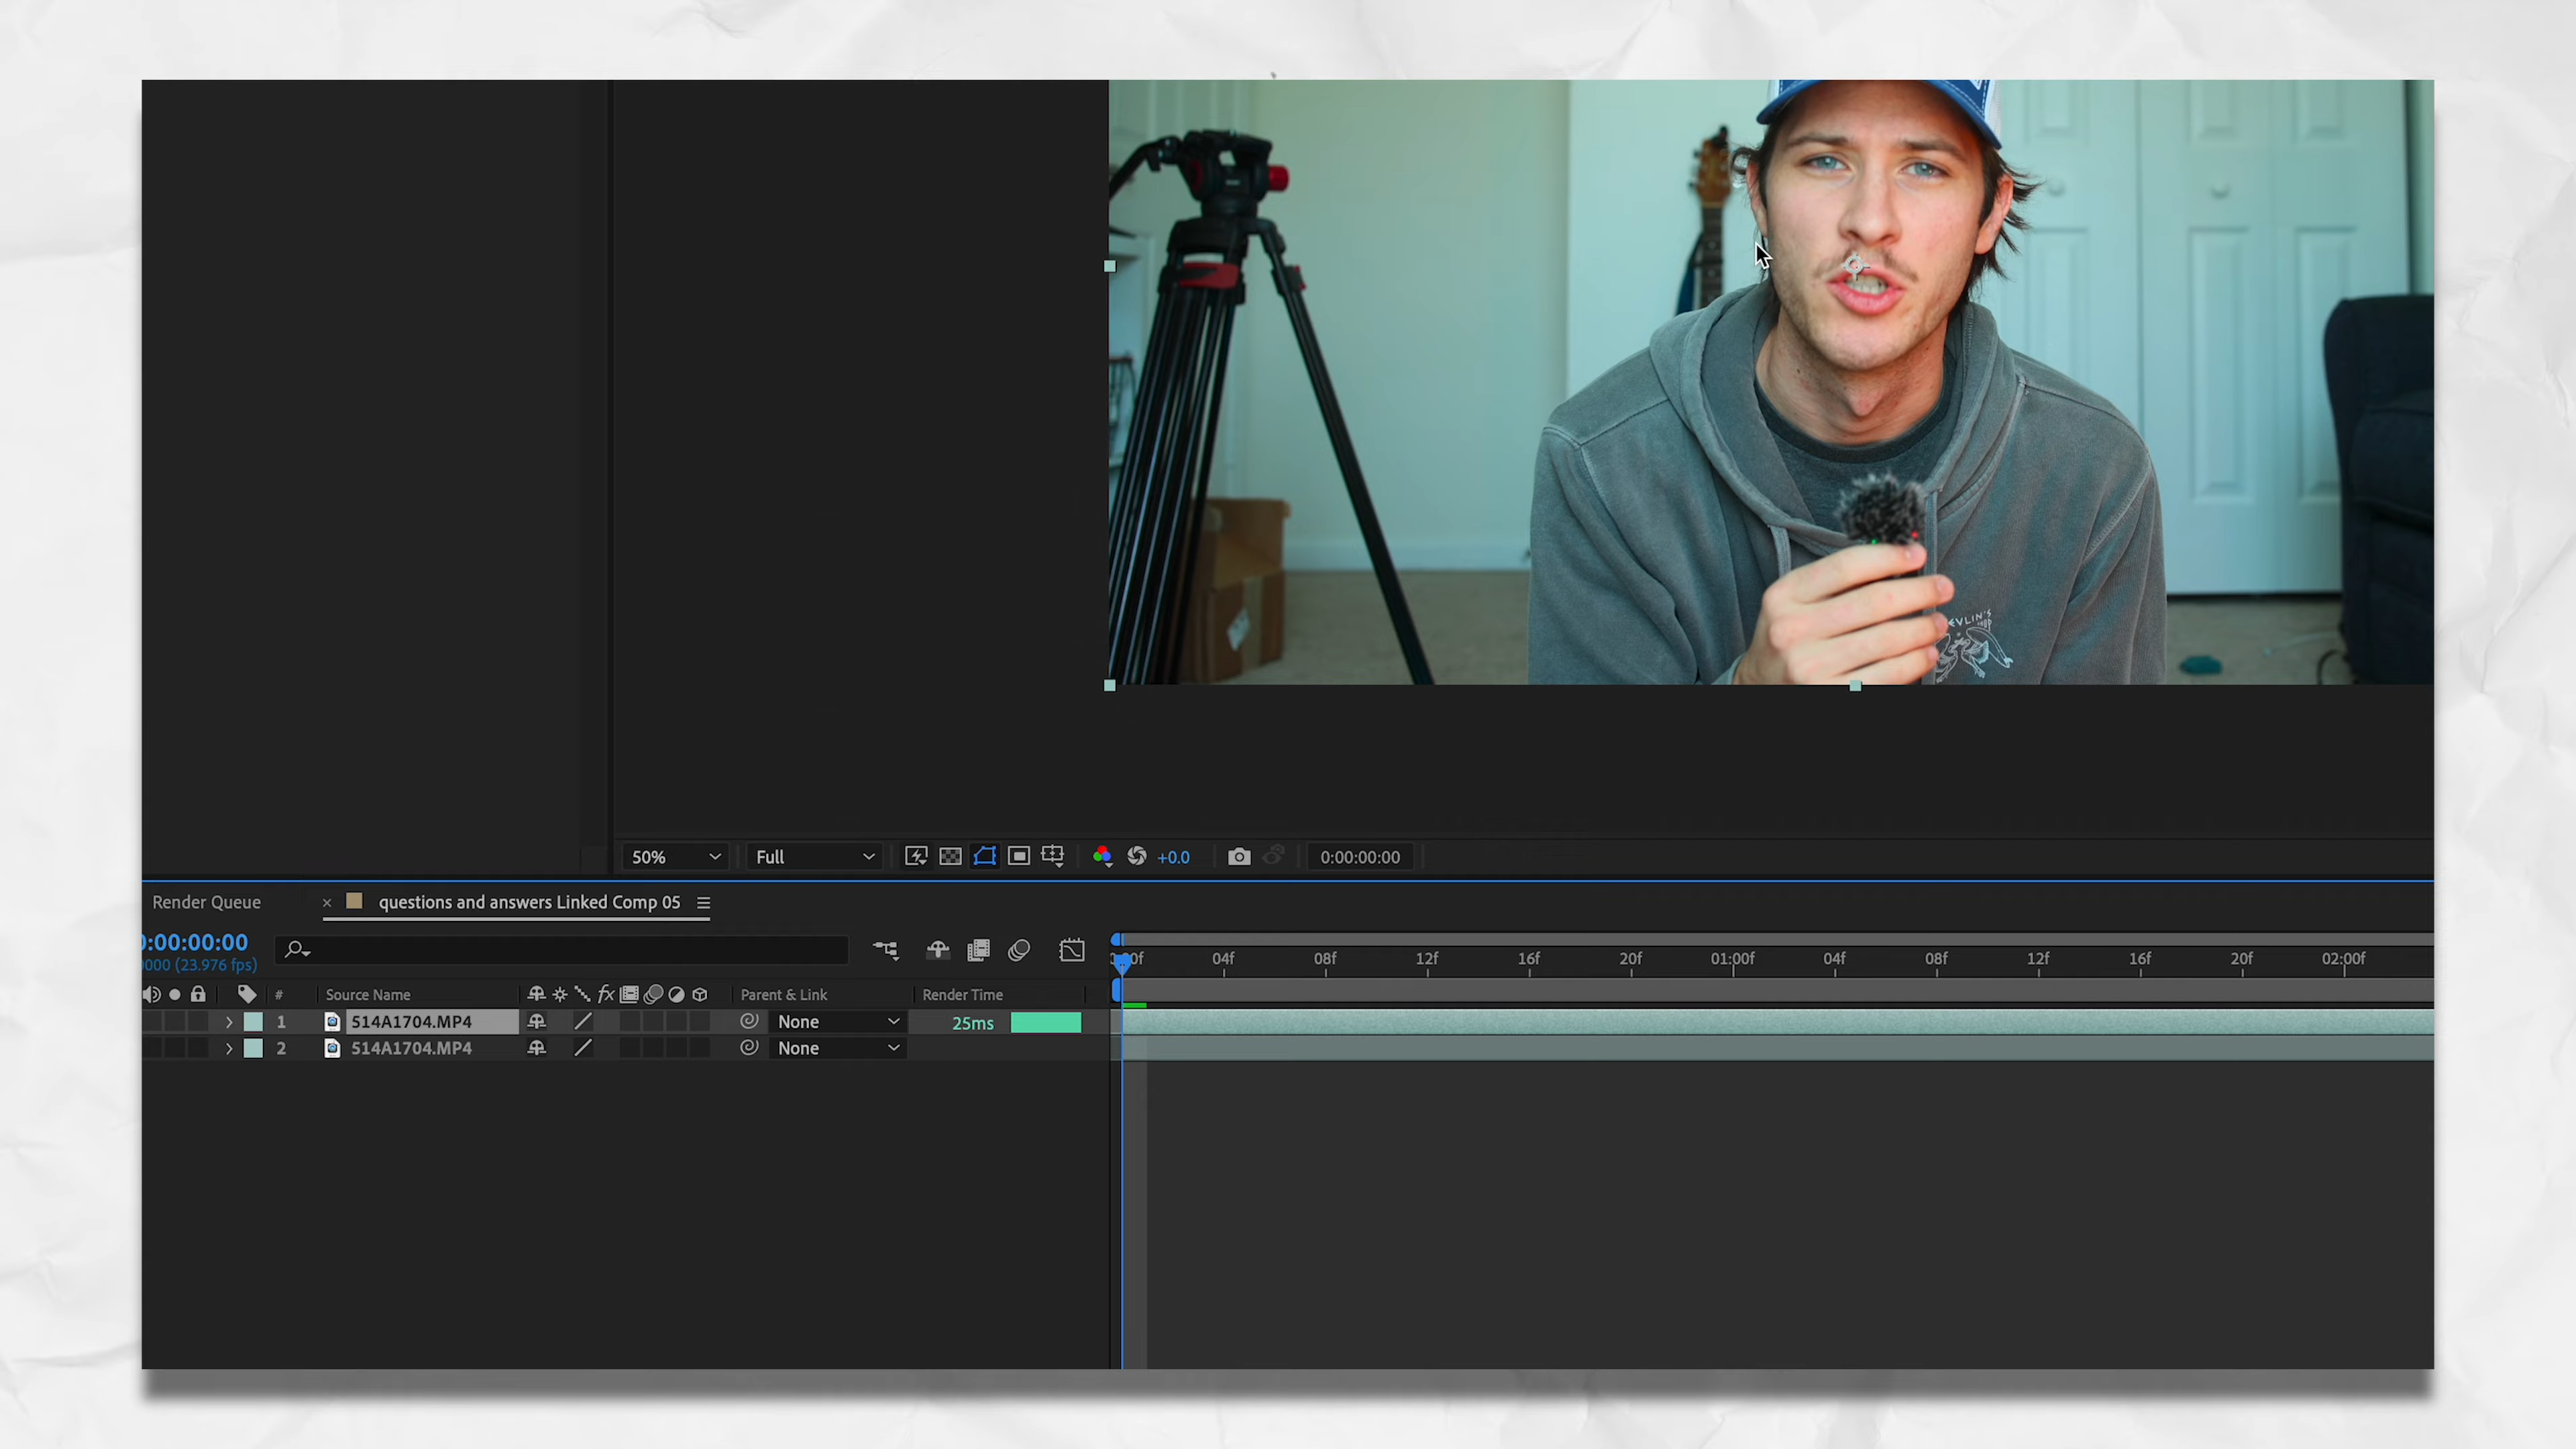 EVLIN'S
50% Full +0.0 0:00:00:00
Render Queue × questions and answers Linked Comp 05
0:00:00:00
0000 (23.976 fps)
04f 08f 12f 16f 20f 01:00f 04f 08f 12f 16f 20f 02:00f
# Source Name fx Parent & Link Render Time
1 514A1704.MP4 None 25ms
2 514A1704.MP4 None